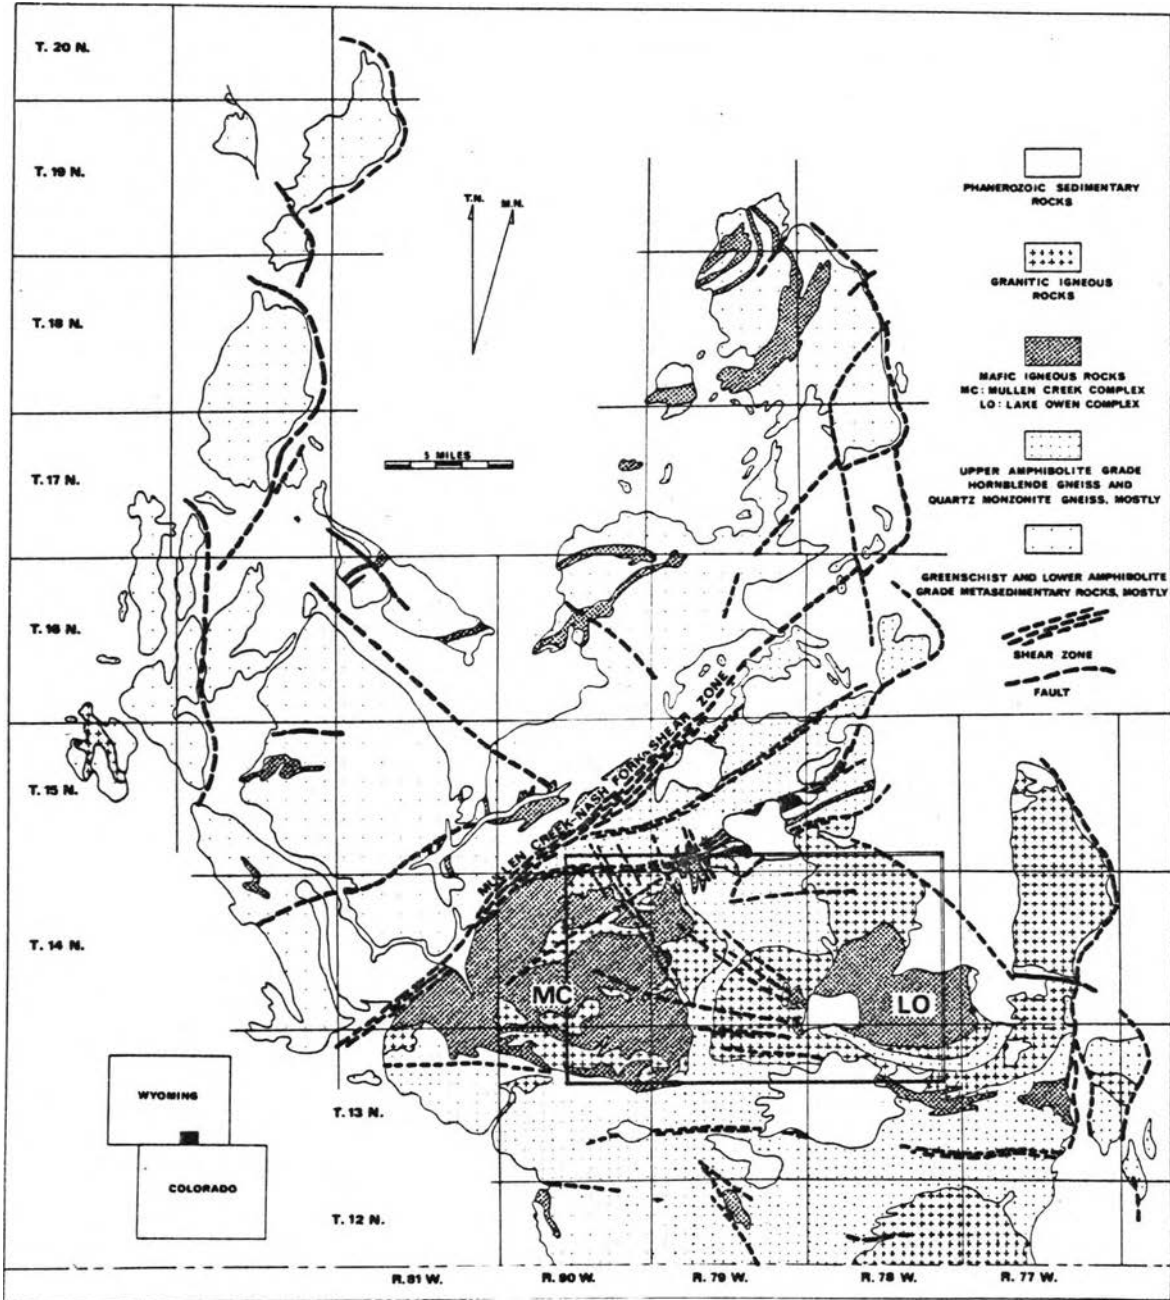 T. 20 N.
T. 19 N.
T. 18 N.
T. 17 N.
T. 16 N.
T. 15 N.
T. 14 N.
T.N.
M.N.
5 MILES
PHANEROZOIC SEDIMENTARY
ROCKS
GRANITIC IGNEOUS
ROCKS
MAFIC IGNEOUS ROCKS
MC: MULLEN CREEK COMPLEX
LO: LAKE OWEN COMPLEX
UPPER AMPHIBOLITE GRADE
HORNBLENDE GNEISS AND
QUARTZ MONZONITE GNEISS, MOSTLY
GREENSCHIST AND LOWER AMPHIBOLITE
GRADE METASEDIMENTARY ROCKS, MOSTLY
SHEAR ZONE
FAULT
MULLEN CREEK-NASH FORK SHEAR ZONE
MC
LO
WYOMING
COLORADO
T. 13 N.
T. 12 N.
R. 81 W.
R. 90 W.
R. 79 W.
R. 78 W.
R. 77 W.